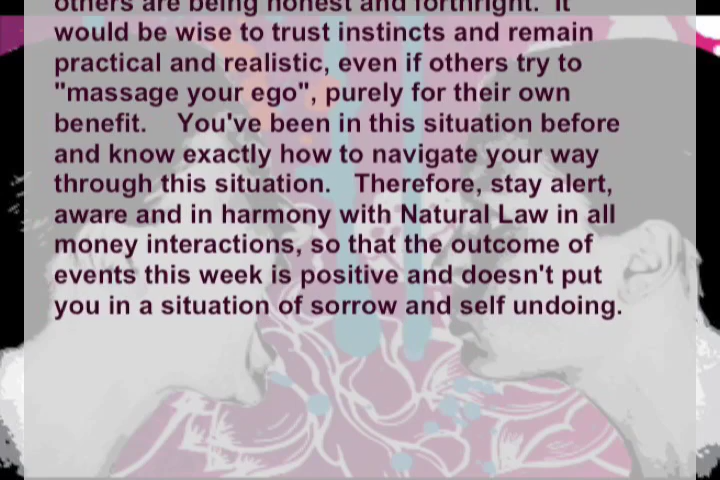 others are being honest and forthright. It
would be wise to trust instincts and remain
practical and realistic, even if others try to
"massage your ego", purely for their own
benefit. You've been in this situation before
and know exactly how to navigate your way
through this situation. Therefore, stay alert,
aware and in harmony with Natural Law in all
money interactions, so that the outcome of
events this week is positive and doesn't put
you in a situation of sorrow and self undoing.